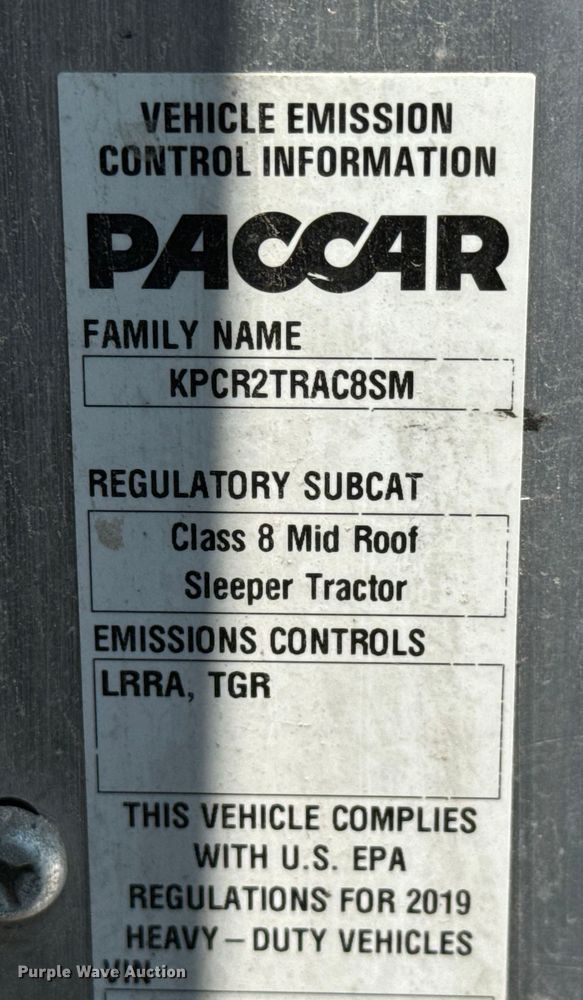 VEHICLE EMISSION
CONTROL INFORMATION
PACCAR
FAMILY NAME
KPCR2TRAC8SM
REGULATORY SUBCAT
Class 8 Mid Roof
Sleeper Tractor
EMISSIONS CONTROLS
LRRA, TGR
THIS VEHICLE COMPLIES
WITH U.S. EPA
REGULATIONS FOR 2019
HEAVY – DUTY VEHICLES
VIN
Purple Wave Auction